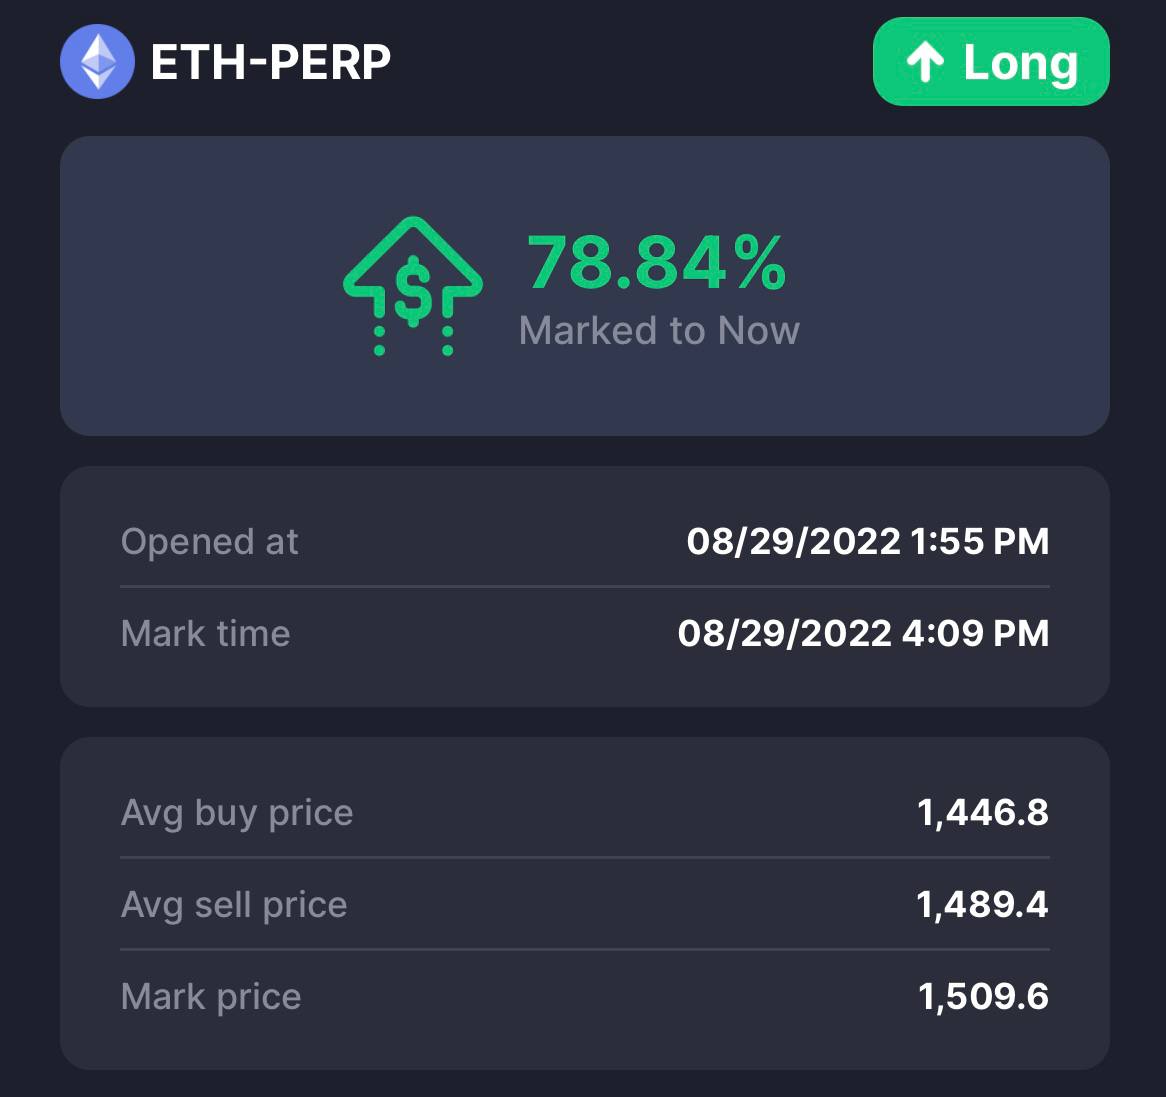 ETH-PERP
Long
78.84%
Marked to Now
Opened at 08/29/2022 1:55 PM
Mark time 08/29/2022 4:09 PM
Avg buy price 1,446.8
Avg sell price 1,489.4
Mark price 1,509.6